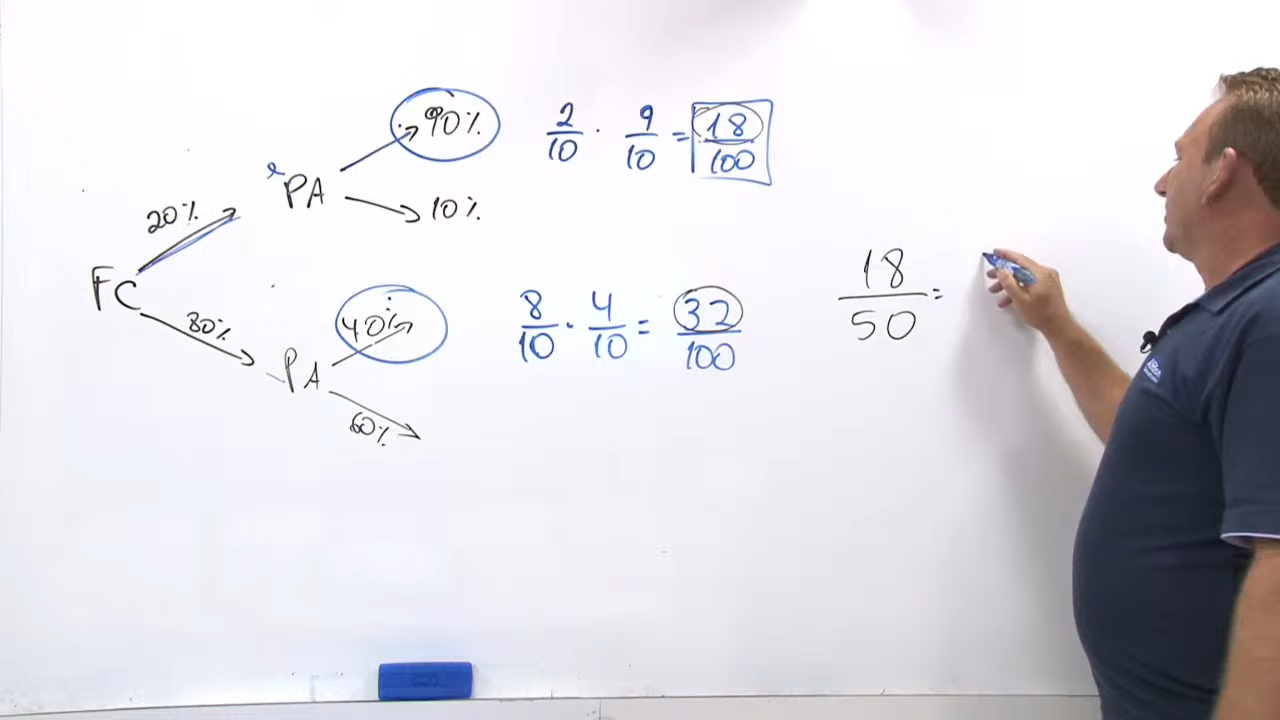 90%
2/10 · 9/10 = 18/100
PA
20%
10%
FC
18/50 =
80%
40%
8/10 · 4/10 = 32/100
PA
60%